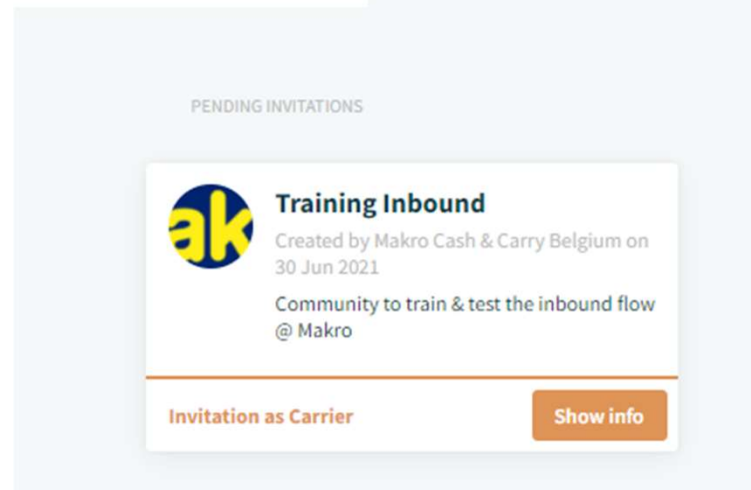 PENDING INVITATIONS
ak
Training Inbound
Created by Makro Cash & Carry Belgium on
30 Jun 2021
Community to train & test the inbound flow
@ Makro
Invitation as Carrier
Show info